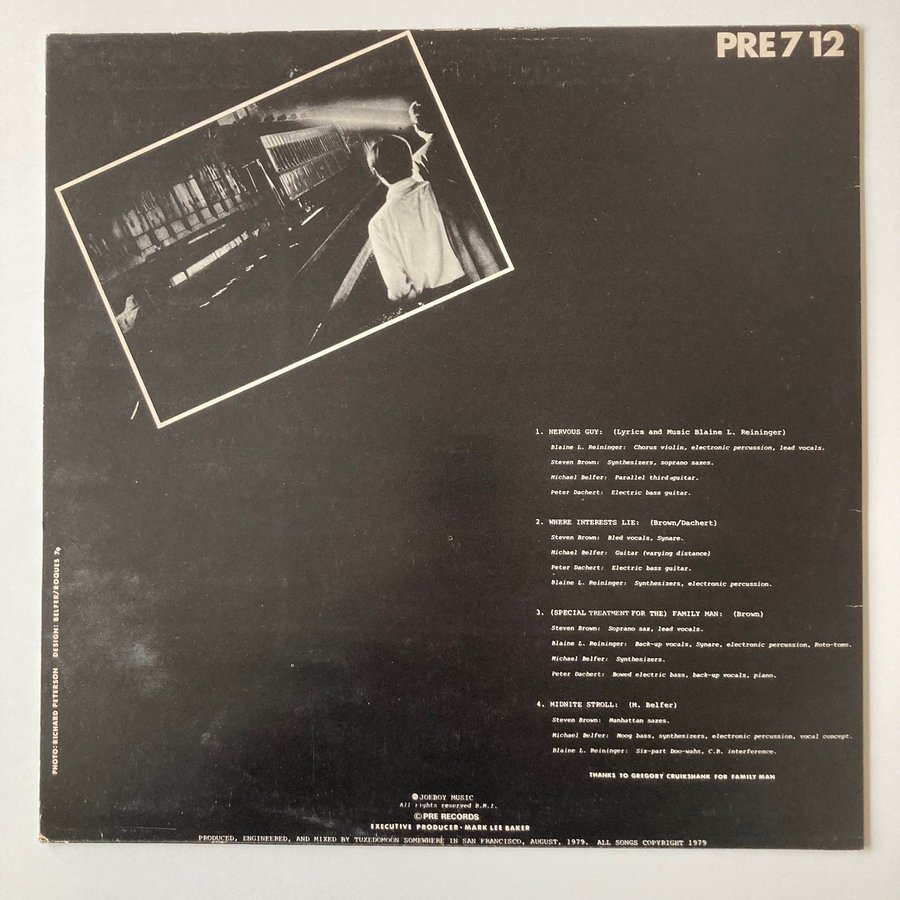 PRE 7 12
1. NERVOUS GUY: (Lyrics and Music Blaine L. Reininger)
Blaine L. Reininger: Chorus violin, electronic percussion, lead vocals.
Steven Brown: Synthesizers, soprano saxes.
Michael Belfer: Parallel third guitar.
Peter Dachert: Electric bass guitar.
2. WHERE INTERESTS LIE: (Brown/Dachert)
Steven Brown: Bled vocals, Synare.
Michael Belfer: Guitar (varying distance)
Peter Dachert: Electric bass guitar.
Blaine L. Reininger: Synthesizers, electronic percussion.
3. (SPECIAL TREATMENT FOR THE) FAMILY MAN: (Brown)
Steven Brown: Soprano sax, lead vocals.
Blaine L. Reininger: Back-up vocals, Synare, electronic percussion, Roto-toms.
Michael Belfer: Synthesizers.
Peter Dachert: Bowed electric bass, back-up vocals, piano.
4. MIDNITE STROLL: (M. Belfer)
Steven Brown: Manhattan saxes.
Michael Belfer: Moog bass, synthesizers, electronic percussion, vocal concept.
Blaine L. Reininger: Six-part Doo-wahs, C.B. interference.
THANKS TO GREGORY CRUIKSHANK FOR FAMILY MAN
PHOTO: RICHARD PETERSON DESIGN: BELFER/ROQUES 79
℗ JOEBOY MUSIC
All rights reserved B.M.I.
© PRE RECORDS
EXECUTIVE PRODUCER · MARK LEE BAKER
PRODUCED, ENGINEERED, AND MIXED BY TUXEDOMOON SOMEWHERE IN SAN FRANCISCO, AUGUST, 1979. ALL SONGS COPYRIGHT 1979